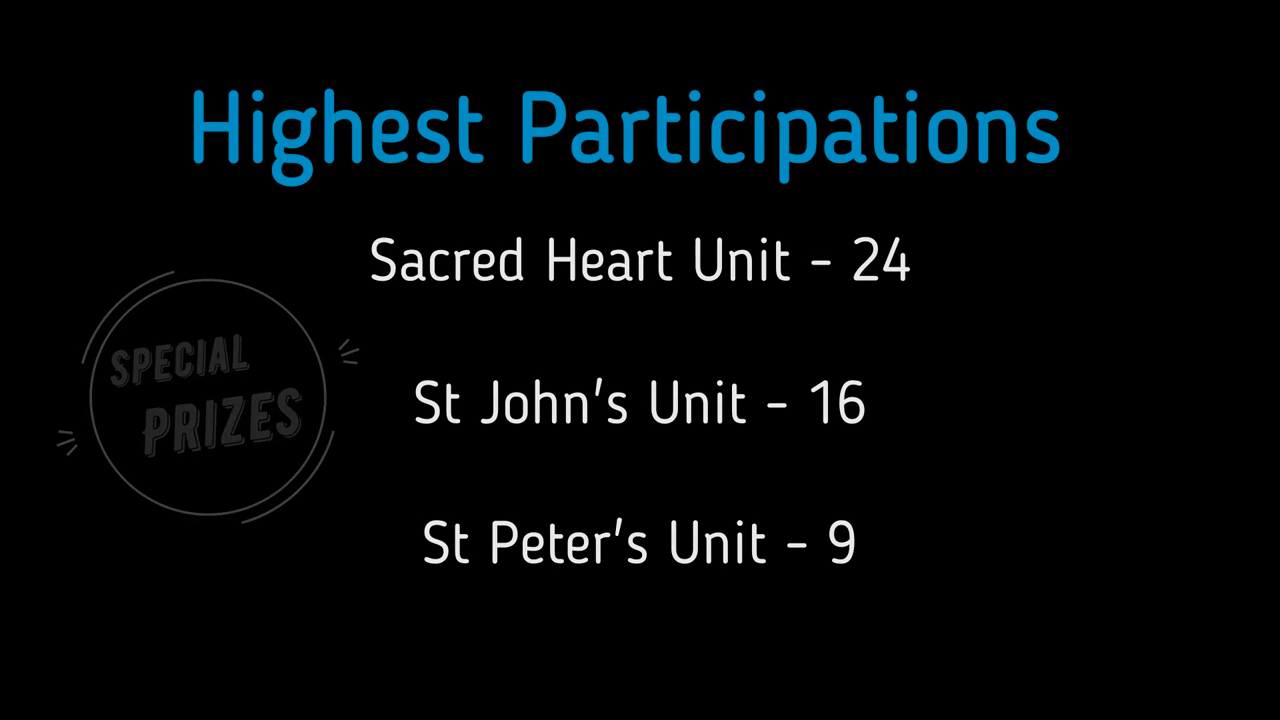 Highest Participations
Sacred Heart Unit - 24
SPECIAL
PRIZES
St John's Unit - 16
St Peter's Unit - 9